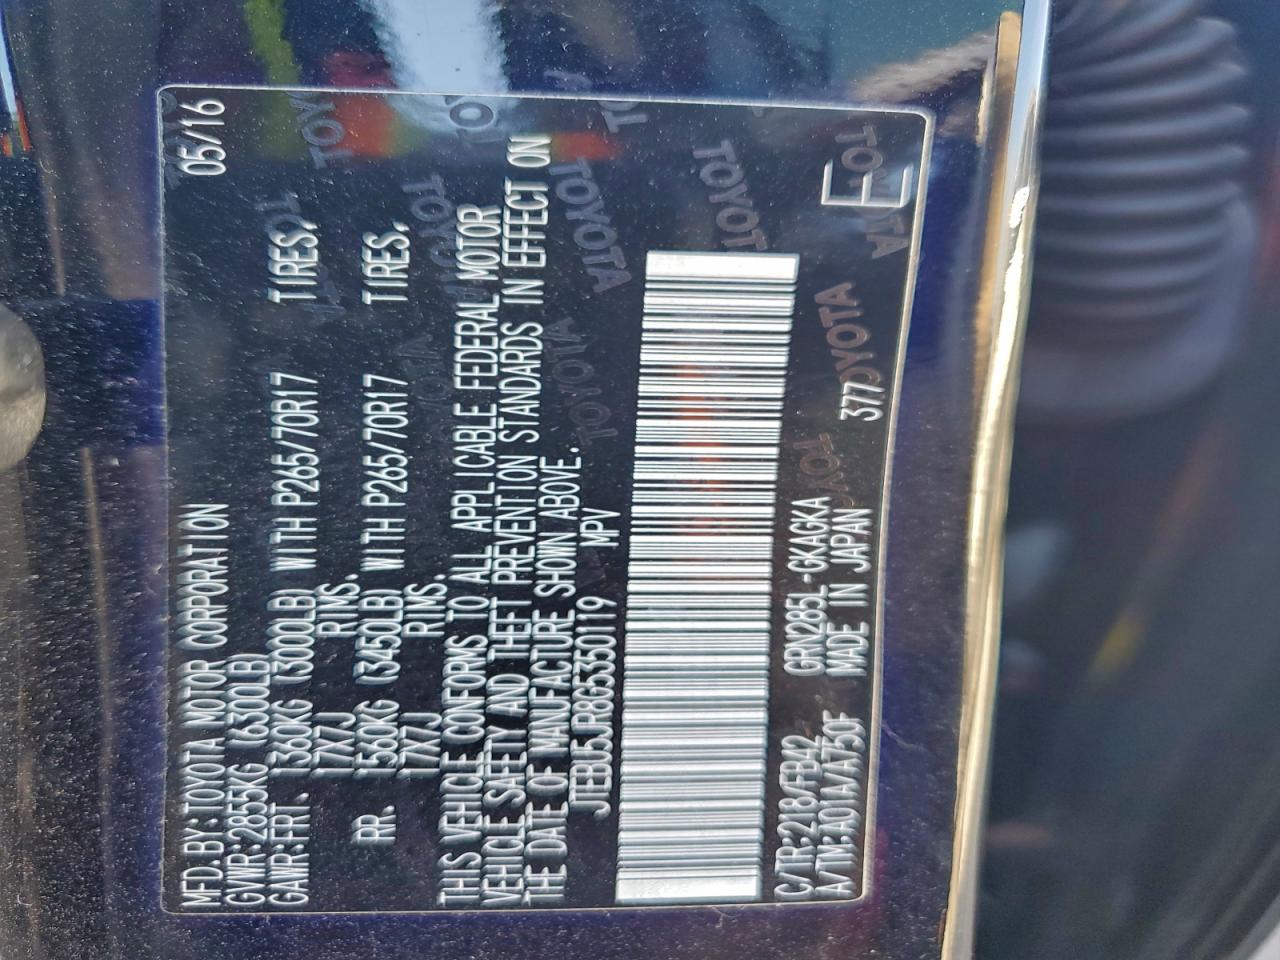 MFD.BY:TOYOTA MOTOR CORPORATION 05/16
GVWR:2855KG (6300LB)
GAWR:FRT. 1360KG (3000LB) WITH P265/70R17 TIRES,
17X7J RIMS.
RR. 1560KG (3450LB) WITH P265/70R17 TIRES,
17X7J RIMS.
THIS VEHICLE CONFORMS TO ALL APPLICABLE FEDERAL MOTOR
VEHICLE SAFETY AND THEFT PREVENTION STANDARDS IN EFFECT ON
THE DATE OF MANUFACTURE SHOWN ABOVE.
JTEBU5JR8G5350119 MPV
C/TR:218/FB42 GRN285L-GKAGKA
A/TM:A01A/A750F MADE IN JAPAN 377 E